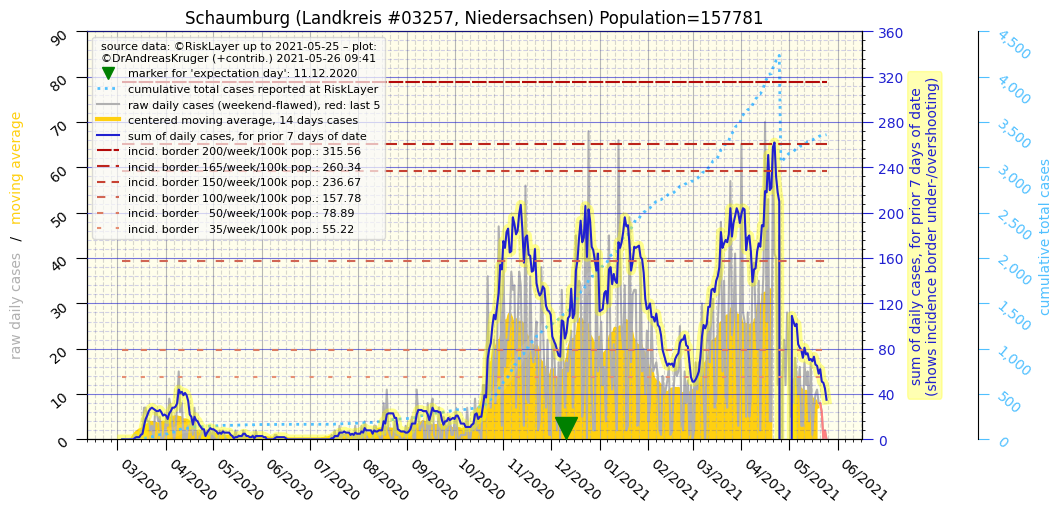 Schaumburg (Landkreis #03257, Niedersachsen) Population=157781
source data: ©RiskLayer up to 2021-05-25 – plot:
©DrAndreasKruger (+contrib.) 2021-05-26 09:41
marker for 'expectation day': 11.12.2020
cumulative total cases reported at RiskLayer
raw daily cases (weekend-flawed), red: last 5
centered moving average, 14 days cases
sum of daily cases, for prior 7 days of date
incid. border 200/week/100k pop.: 315.56
incid. border 165/week/100k pop.: 260.34
incid. border 150/week/100k pop.: 236.67
incid. border 100/week/100k pop.: 157.78
incid. border 50/week/100k pop.: 78.89
incid. border 35/week/100k pop.: 55.22
raw daily cases / moving average
90
80
70
60
50
40
30
20
10
0
03/2020
04/2020
05/2020
06/2020
07/2020
08/2020
09/2020
10/2020
11/2020
12/2020
01/2021
02/2021
03/2021
04/2021
05/2021
06/2021
360
320
280
240
200
160
120
80
40
0
sum of daily cases, for prior 7 days of date
(shows incidence border under-/overshooting)
4,500
4,000
3,500
3,000
2,500
2,000
1,500
1,000
500
0
cumulative total cases